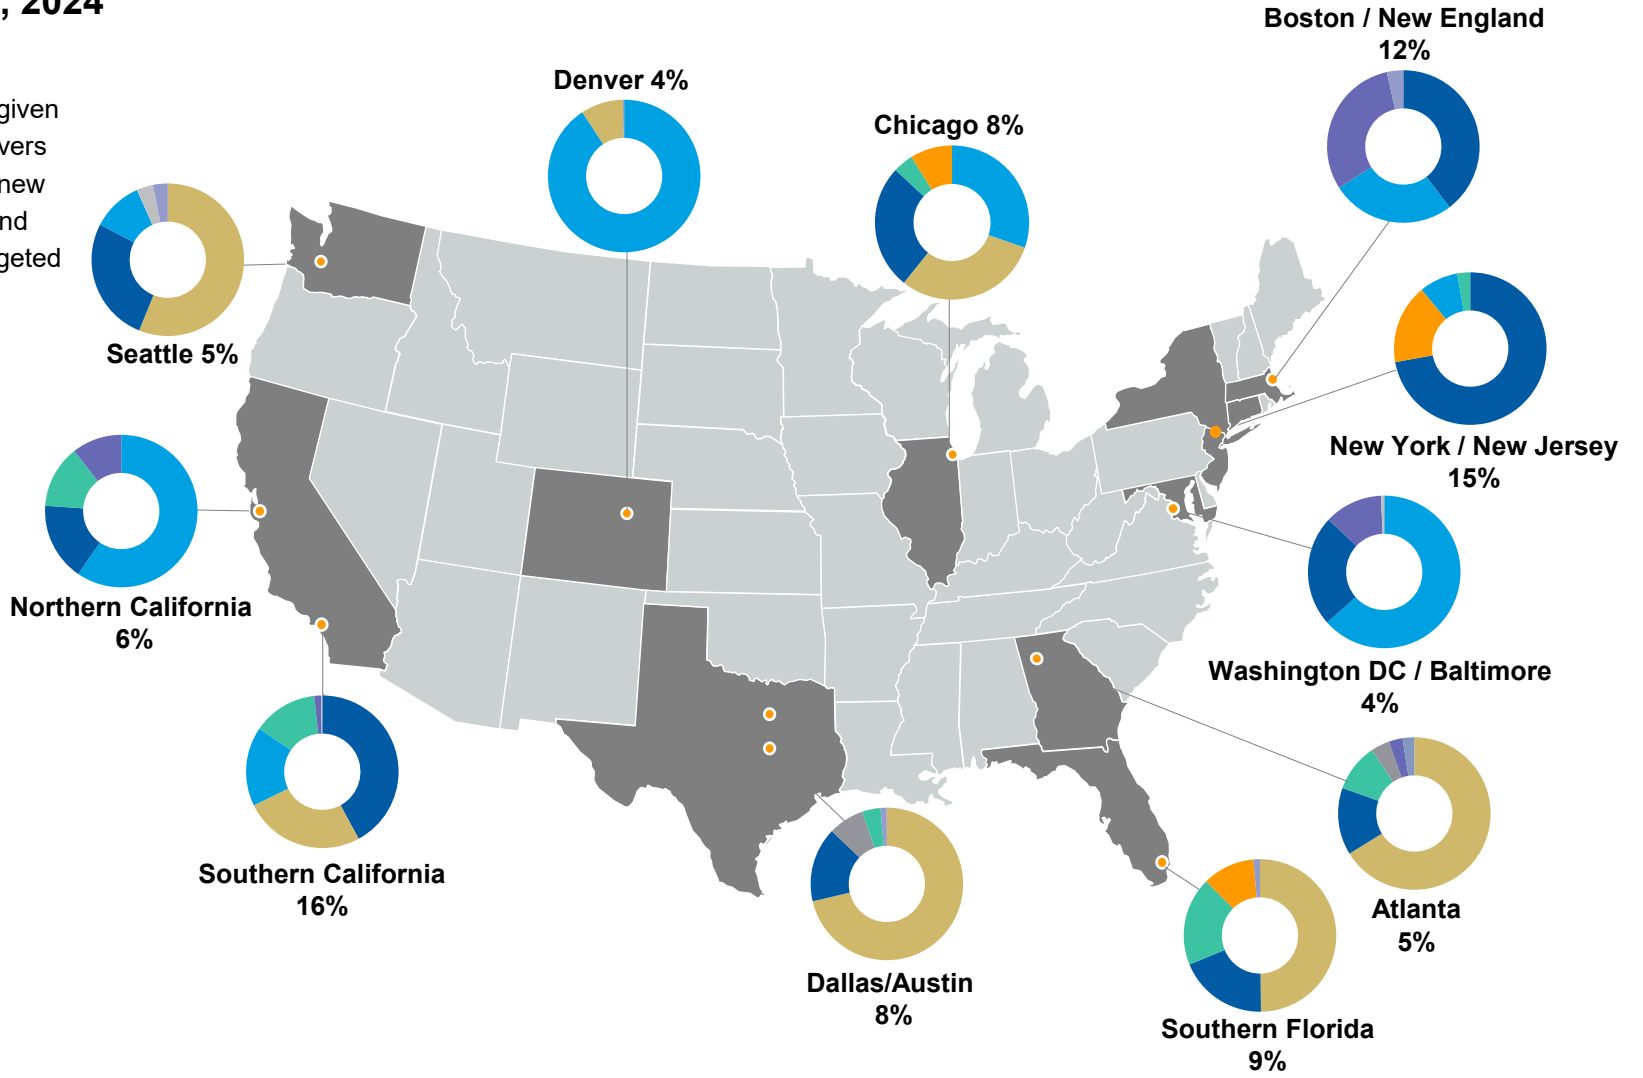 , 2024
given
vers
new
nd
geted
Boston / New England
12%
Denver 4%
Chicago 8%
Seattle 5%
New York / New Jersey
15%
Northern California
6%
Washington DC / Baltimore
4%
Southern California
16%
Atlanta
5%
Dallas/Austin
8%
Southern Florida
9%